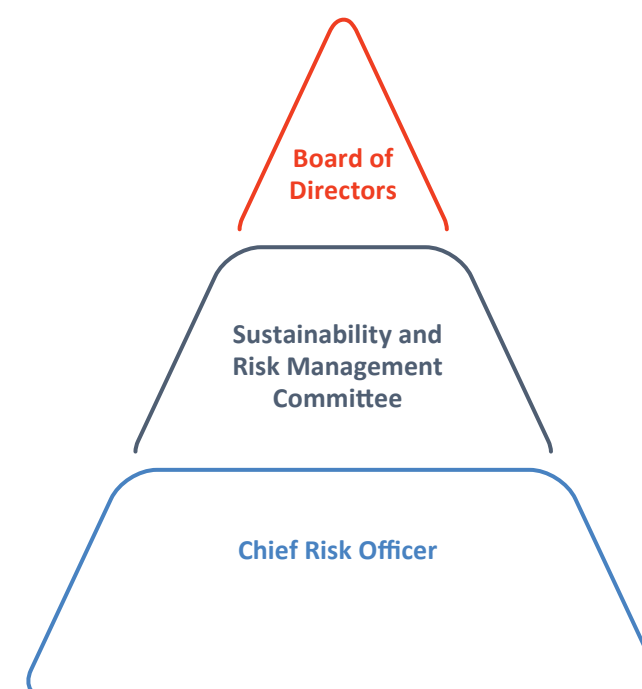 Board of
Directors
Sustainability and
Risk Management
Committee
Chief Risk Officer